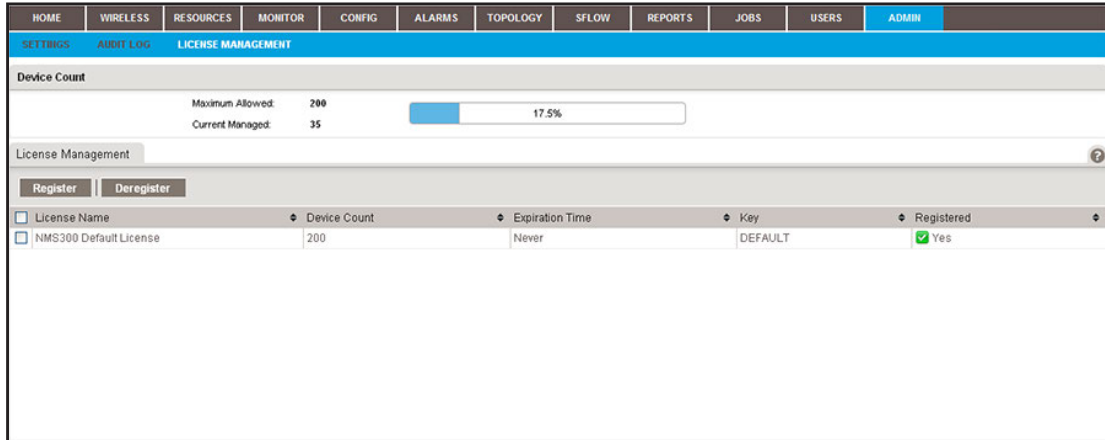 HOME WIRELESS RESOURCES MONITOR CONFIG ALARMS TOPOLOGY SFLOW REPORTS JOBS USERS ADMIN
SETTINGS AUDIT LOG LICENSE MANAGEMENT
Device Count
Maximum Allowed: 200
17.5%
Current Managed: 35
License Management ?
Register Deregister
License Name Device Count Expiration Time Key Registered
NMS300 Default License 200 Never DEFAULT Yes